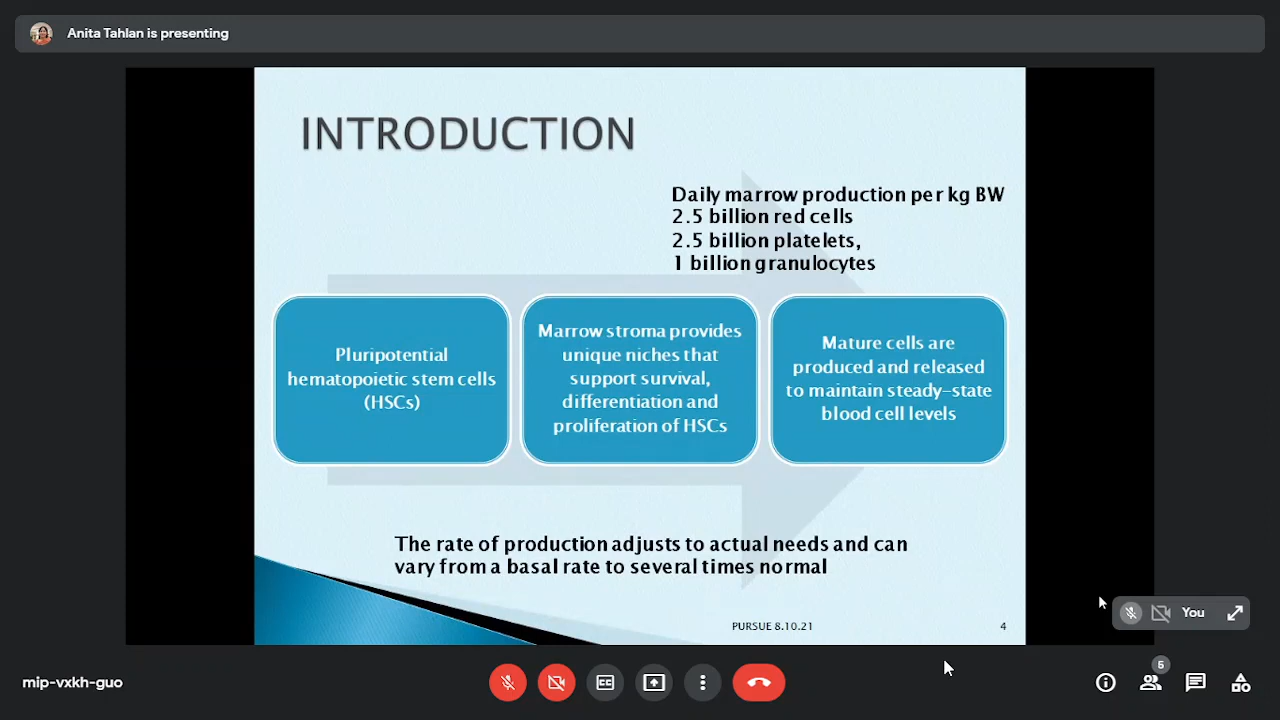 Anita Tahlan is presenting
INTRODUCTION
Daily marrow production per kg BW
2.5 billion red cells
2.5 billion platelets,
1 billion granulocytes
Pluripotential
hematopoietic stem cells
(HSCs)
Marrow stroma provides
unique niches that
support survival,
differentiation and
proliferation of HSCs
Mature cells are
produced and released
to maintain steady-state
blood cell levels
The rate of production adjusts to actual needs and can
vary from a basal rate to several times normal
PURSUE 8.10.21
4
You
mip-vxkh-guo
CC
6